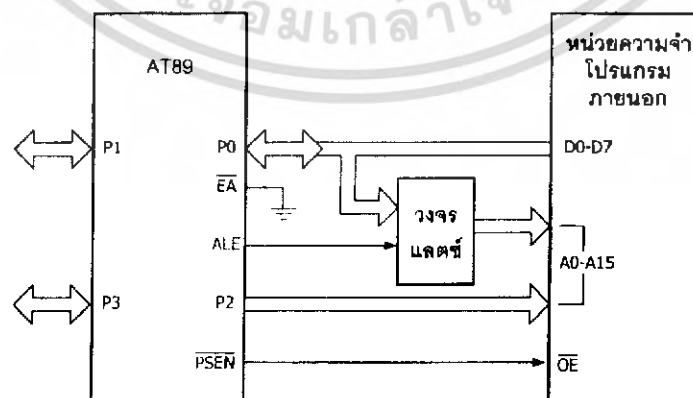 หน่วยความจำ
โปรแกรม
ภายนอก
AT89
P1
P0
D0-D7
EA
วงจร
แลตช์
ALE
A0-A15
P3
P2
PSEN
OE